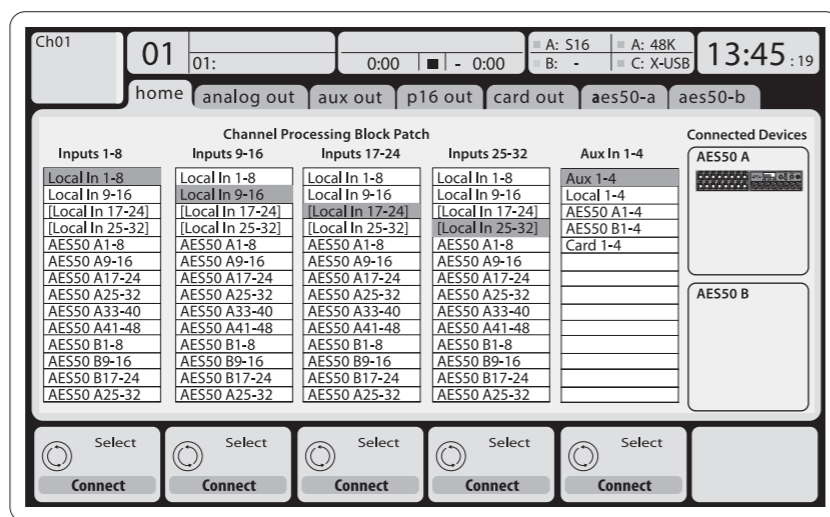 Ch01
01
01:
0:00 ■ - 0:00
A: S16
A: 48K
B: -
C: X-USB
13:45 :19
home
analog out
aux out
p16 out
card out
aes50-a
aes50-b
Channel Processing Block Patch
Inputs 1-8
Local In 1-8
Local In 9-16
[Local In 17-24]
[Local In 25-32]
AES50 A1-8
AES50 A9-16
AES50 A17-24
AES50 A25-32
AES50 A33-40
AES50 A41-48
AES50 B1-8
AES50 B9-16
AES50 B17-24
AES50 A25-32
Inputs 9-16
Local In 1-8
Local In 9-16
[Local In 17-24]
[Local In 25-32]
AES50 A1-8
AES50 A9-16
AES50 A17-24
AES50 A25-32
AES50 A33-40
AES50 A41-48
AES50 B1-8
AES50 B9-16
AES50 B17-24
AES50 A25-32
Inputs 17-24
Local In 1-8
Local In 9-16
[Local In 17-24]
[Local In 25-32]
AES50 A1-8
AES50 A9-16
AES50 A17-24
AES50 A25-32
AES50 A33-40
AES50 A41-48
AES50 B1-8
AES50 B9-16
AES50 B17-24
AES50 A25-32
Inputs 25-32
Local In 1-8
Local In 9-16
[Local In 17-24]
[Local In 25-32]
AES50 A1-8
AES50 A9-16
AES50 A17-24
AES50 A25-32
AES50 A33-40
AES50 A41-48
AES50 B1-8
AES50 B9-16
AES50 B17-24
AES50 A25-32
Aux In 1-4
Aux 1-4
Local 1-4
AES50 A1-4
AES50 B1-4
Card 1-4
Connected Devices
AES50 A
AES50 B
Select
Connect
Select
Connect
Select
Connect
Select
Connect
Select
Connect